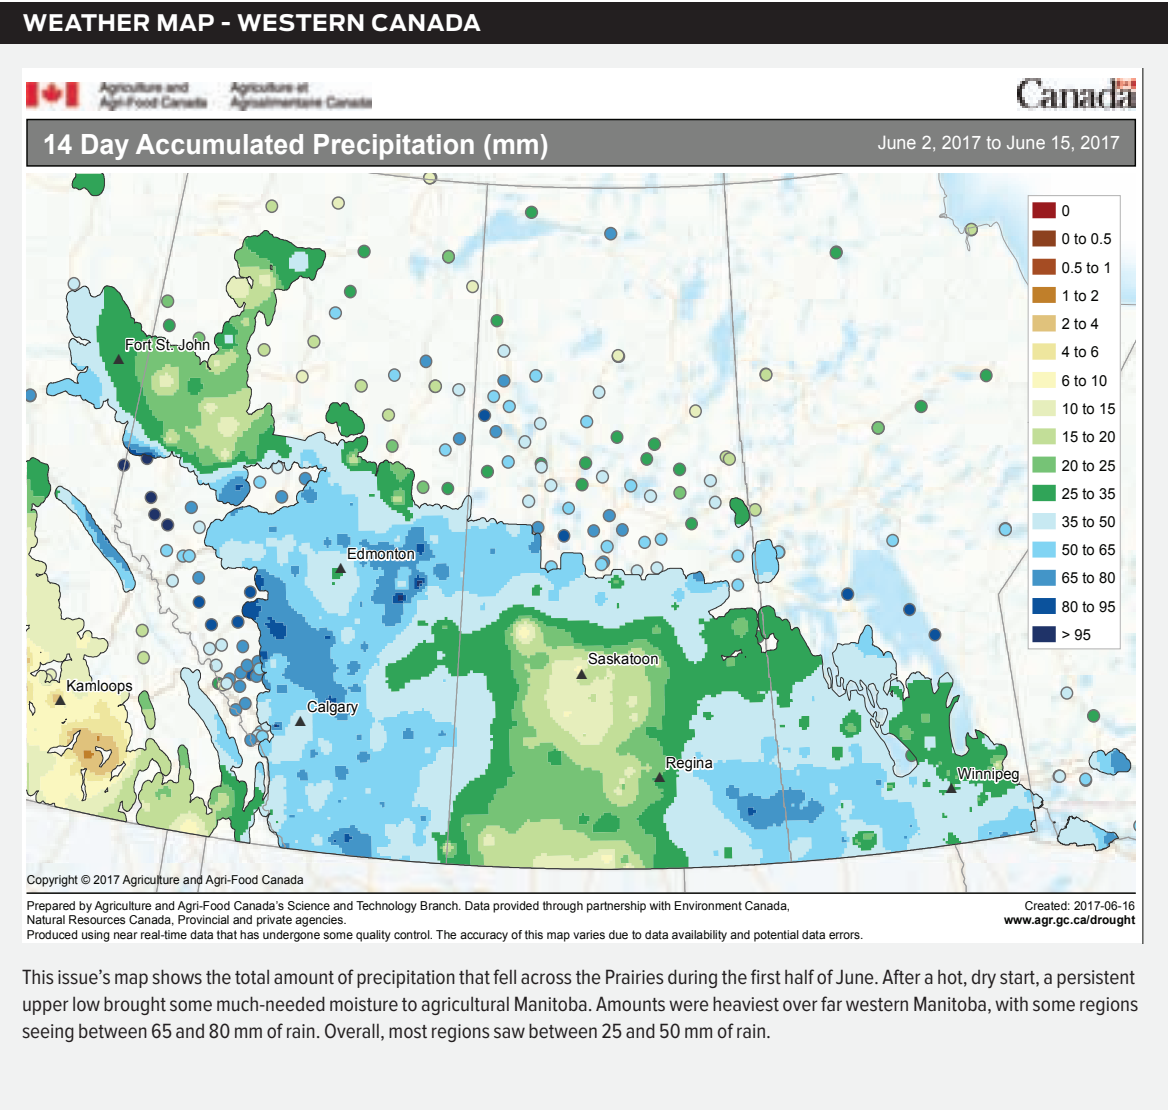 WEATHER MAP - WESTERN CANADA
Agriculture and
Agri-Food Canada
Agriculture et
Agroalimentaire Canada
Canada
14 Day Accumulated Precipitation (mm)
June 2, 2017 to June 15, 2017
0
0 to 0.5
0.5 to 1
1 to 2
2 to 4
4 to 6
6 to 10
10 to 15
15 to 20
20 to 25
25 to 35
35 to 50
50 to 65
65 to 80
80 to 95
> 95
Fort St. John
Edmonton
Saskatoon
Kamloops
Calgary
Regina
Winnipeg
Copyright © 2017 Agriculture and Agri-Food Canada
Prepared by Agriculture and Agri-Food Canada's Science and Technology Branch. Data provided through partnership with Environment Canada,
Natural Resources Canada, Provincial and private agencies.
Produced using near real-time data that has undergone some quality control. The accuracy of this map varies due to data availability and potential data errors.
Created: 2017-06-16
www.agr.gc.ca/drought
This issue's map shows the total amount of precipitation that fell across the Prairies during the first half of June. After a hot, dry start, a persistent
upper low brought some much-needed moisture to agricultural Manitoba. Amounts were heaviest over far western Manitoba, with some regions
seeing between 65 and 80 mm of rain. Overall, most regions saw between 25 and 50 mm of rain.